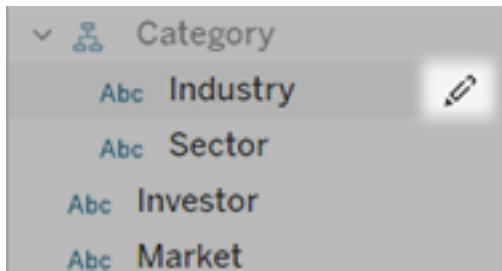 Category
Abc Industry
Abc Sector
Abc Investor
Abc Market